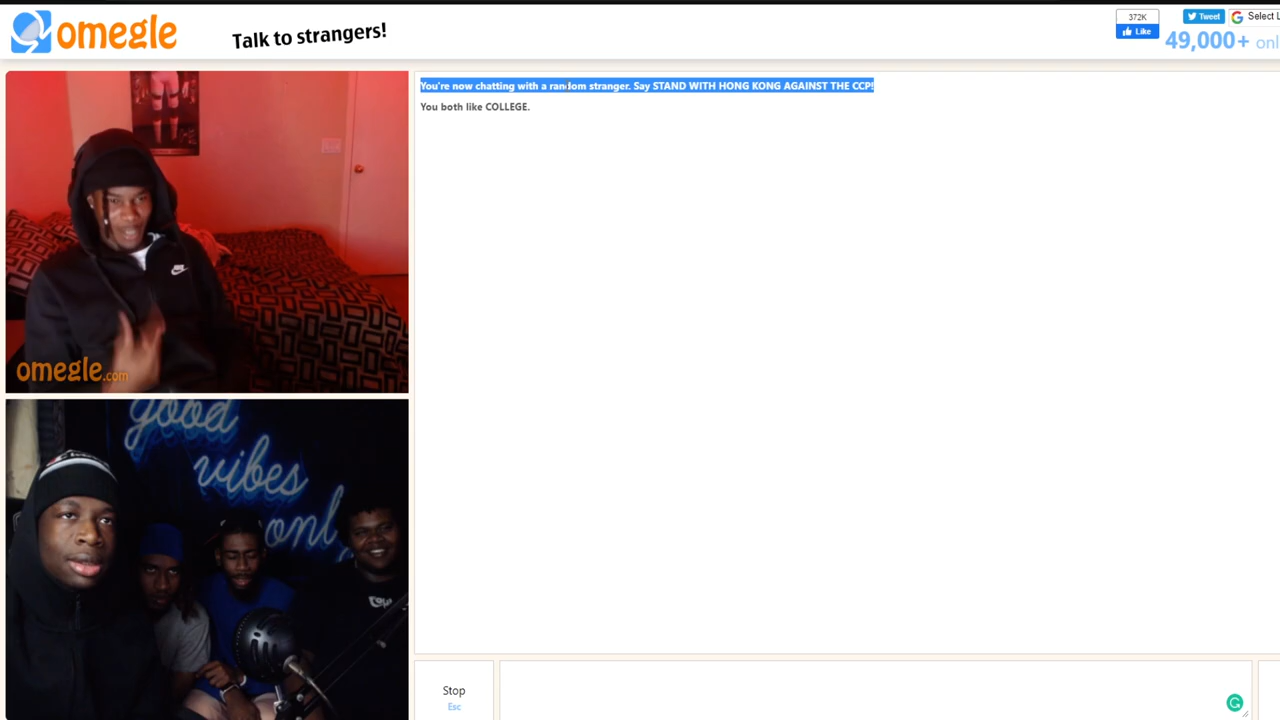 omegle
Talk to strangers!
372K
Like
Tweet
Select L
49,000+ onl
You're now chatting with a random stranger. Say STAND WITH HONG KONG AGAINST THE CCP!
You both like COLLEGE.
omegle.com
good
vibes
only
Stop
Esc